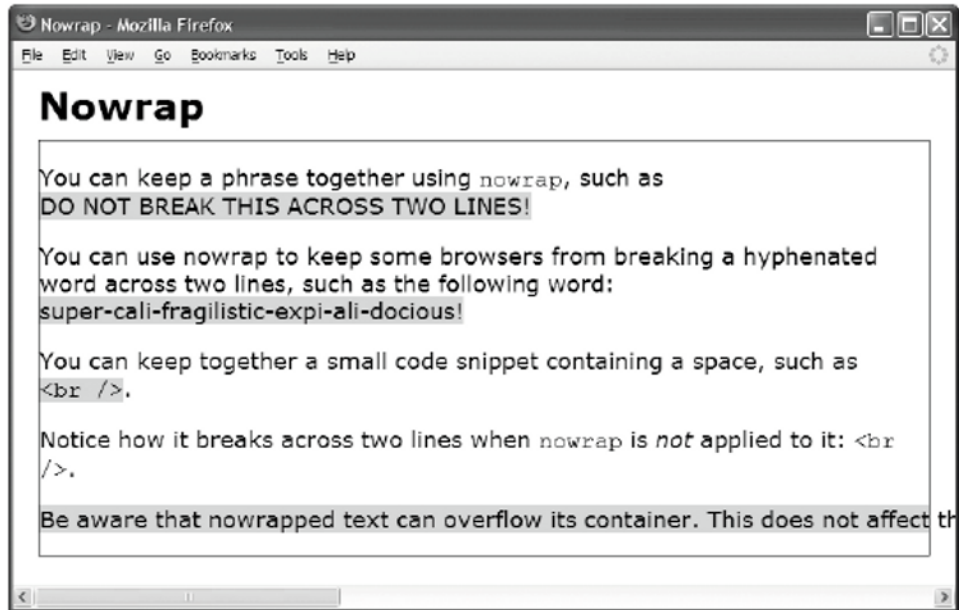 Nowrap - Mozilla Firefox
File Edit View Go Bookmarks Tools Help
Nowrap
You can keep a phrase together using nowrap, such as
DO NOT BREAK THIS ACROSS TWO LINES!
You can use nowrap to keep some browsers from breaking a hyphenated
word across two lines, such as the following word:
super-cali-fragilistic-expi-ali-docious!
You can keep together a small code snippet containing a space, such as
<br />.
Notice how it breaks across two lines when nowrap is not applied to it: <br
/>.
Be aware that nowrapped text can overflow its container. This does not affect th